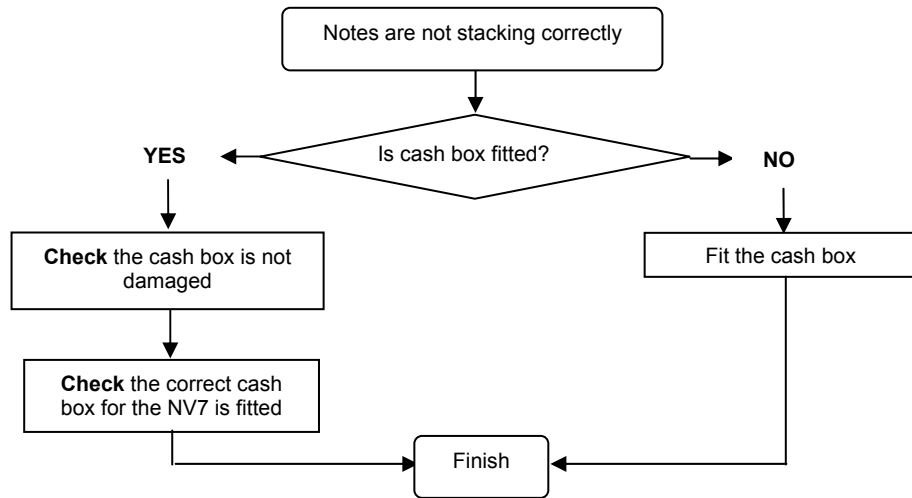 Notes are not stacking correctly
Is cash box fitted?
YES
NO
Check the cash box is not
damaged
Fit the cash box
Check the correct cash
box for the NV7 is fitted
Finish